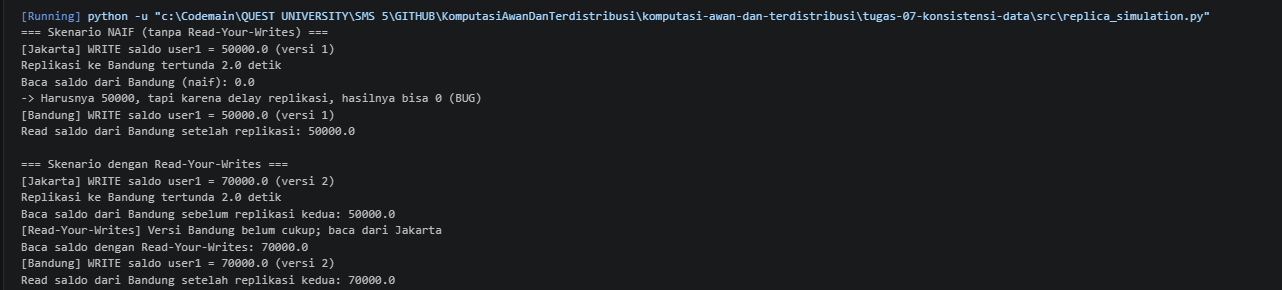 [Running] python -u "c:\Codemain\QUEST UNIVERSITY\SMS 5\GITHUB\KomputasiAwanDanTerdistribusi\komputasi-awan-dan-terdistribusi\tugas-07-konsistensi-data\src\replica_simulation.py"
=== Skenario NAIF (tanpa Read-Your-Writes) ===
[Jakarta] WRITE saldo user1 = 50000.0 (versi 1)
Replikasi ke Bandung tertunda 2.0 detik
Baca saldo dari Bandung (naif): 0.0
-> Harusnya 50000, tapi karena delay replikasi, hasilnya bisa 0 (BUG)
[Bandung] WRITE saldo user1 = 50000.0 (versi 1)
Read saldo dari Bandung setelah replikasi: 50000.0

=== Skenario dengan Read-Your-Writes ===
[Jakarta] WRITE saldo user1 = 70000.0 (versi 2)
Replikasi ke Bandung tertunda 2.0 detik
Baca saldo dari Bandung sebelum replikasi kedua: 50000.0
[Read-Your-Writes] Versi Bandung belum cukup; baca dari Jakarta
Baca saldo dengan Read-Your-Writes: 70000.0
[Bandung] WRITE saldo user1 = 70000.0 (versi 2)
Read saldo dari Bandung setelah replikasi kedua: 70000.0